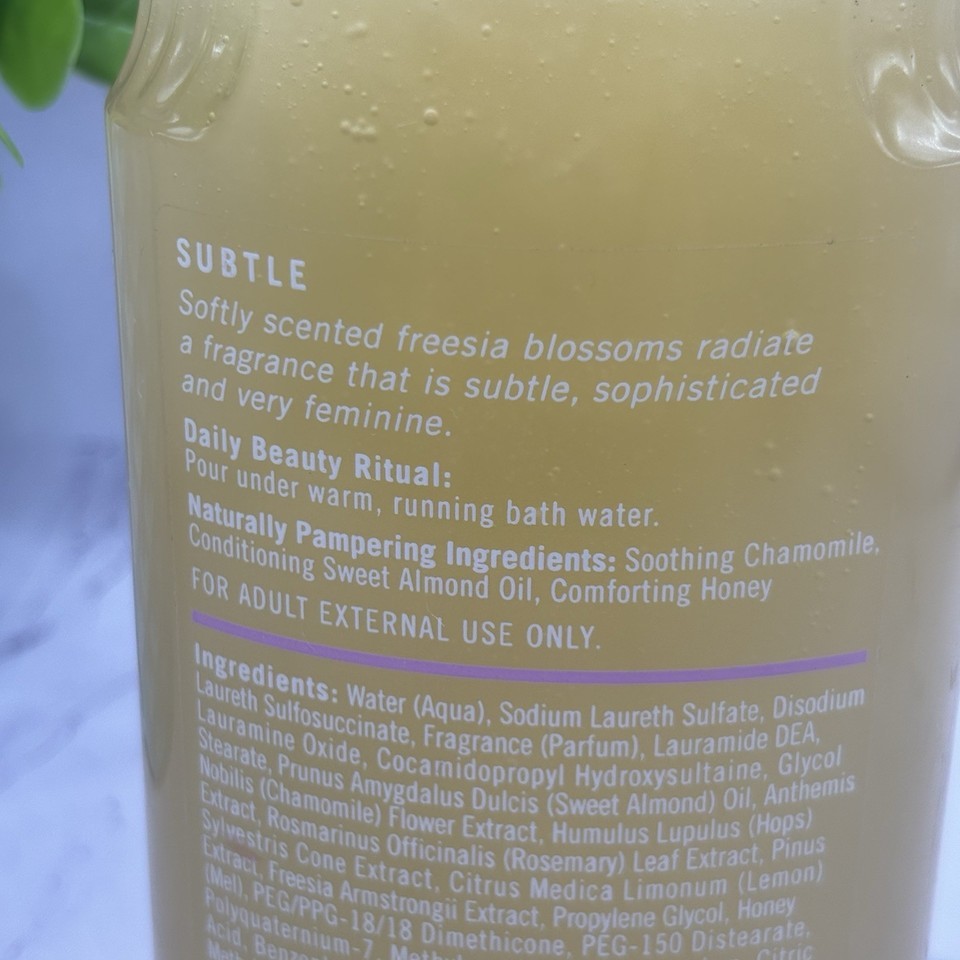 SUBTLE
Softly scented freesia blossoms radiate
a fragrance that is subtle, sophisticated
and very feminine.
Daily Beauty Ritual:
Pour under warm, running bath water.
Naturally Pampering Ingredients: Soothing Chamomile,
Conditioning Sweet Almond Oil, Comforting Honey
FOR ADULT EXTERNAL USE ONLY.
Ingredients: Water (Aqua), Sodium Laureth Sulfate, Disodium
Laureth Sulfosuccinate, Fragrance (Parfum), Lauramide DEA,
Lauramine Oxide, Cocamidopropyl Hydroxysultaine, Glycol
Stearate, Prunus Amygdalus Dulcis (Sweet Almond) Oil, Anthemis
Nobilis (Chamomile) Flower Extract, Humulus Lupulus (Hops)
Extract, Rosmarinus Officinalis (Rosemary) Leaf Extract, Pinus
Sylvestris Cone Extract, Citrus Medica Limonum (Lemon)
Extract, Freesia Armstrongii Extract, Propylene Glycol, Honey
(Mel), PEG/PPG-18/18 Dimethicone, PEG-150 Distearate,
Polyquaternium-7, Citric
Acid,